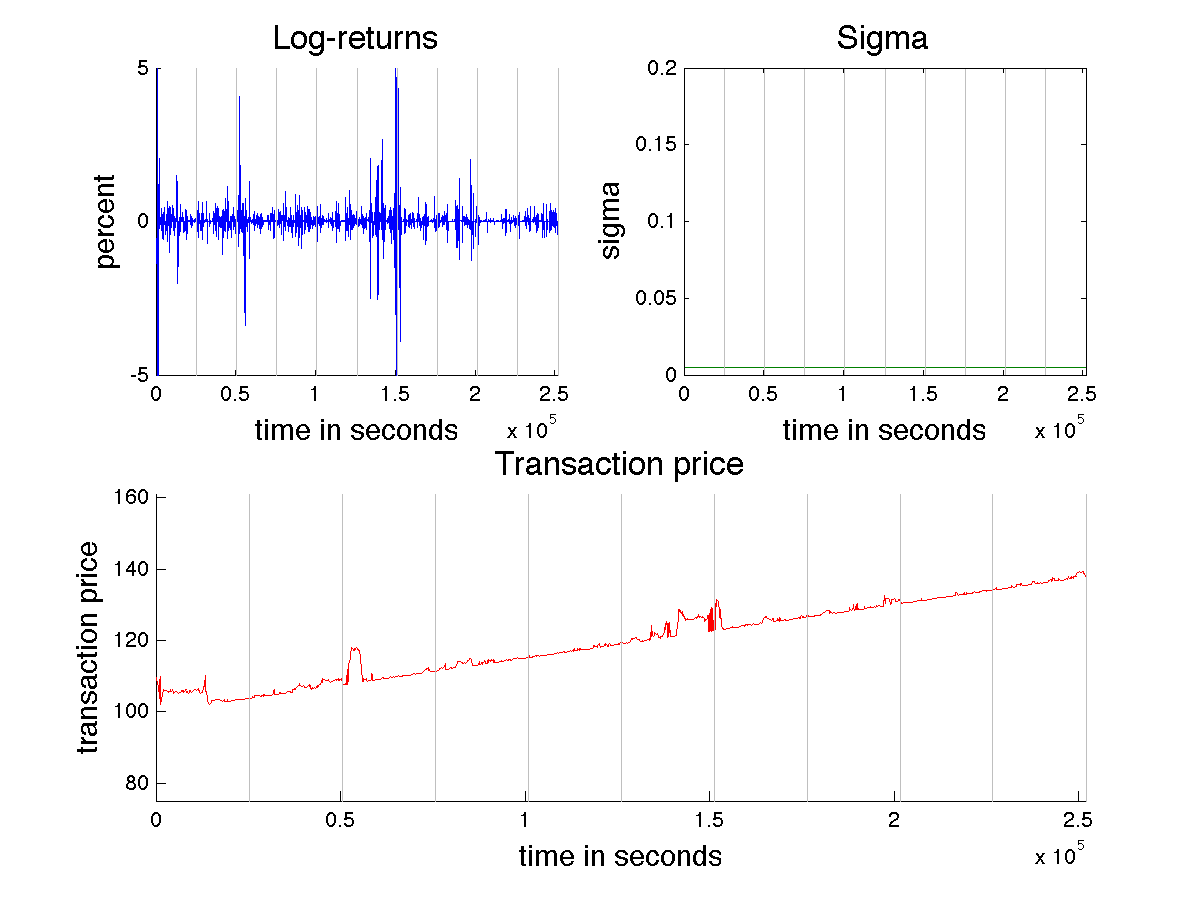 Log-returns
5
0
-5
percent
0 0.5 1 1.5 2 2.5
x 10^5
time in seconds
Sigma
0.2
0.15
0.1
0.05
0
sigma
0 0.5 1 1.5 2 2.5
x 10^5
time in seconds
Transaction price
160
140
120
100
80
transaction price
0 0.5 1 1.5 2 2.5
x 10^5
time in seconds